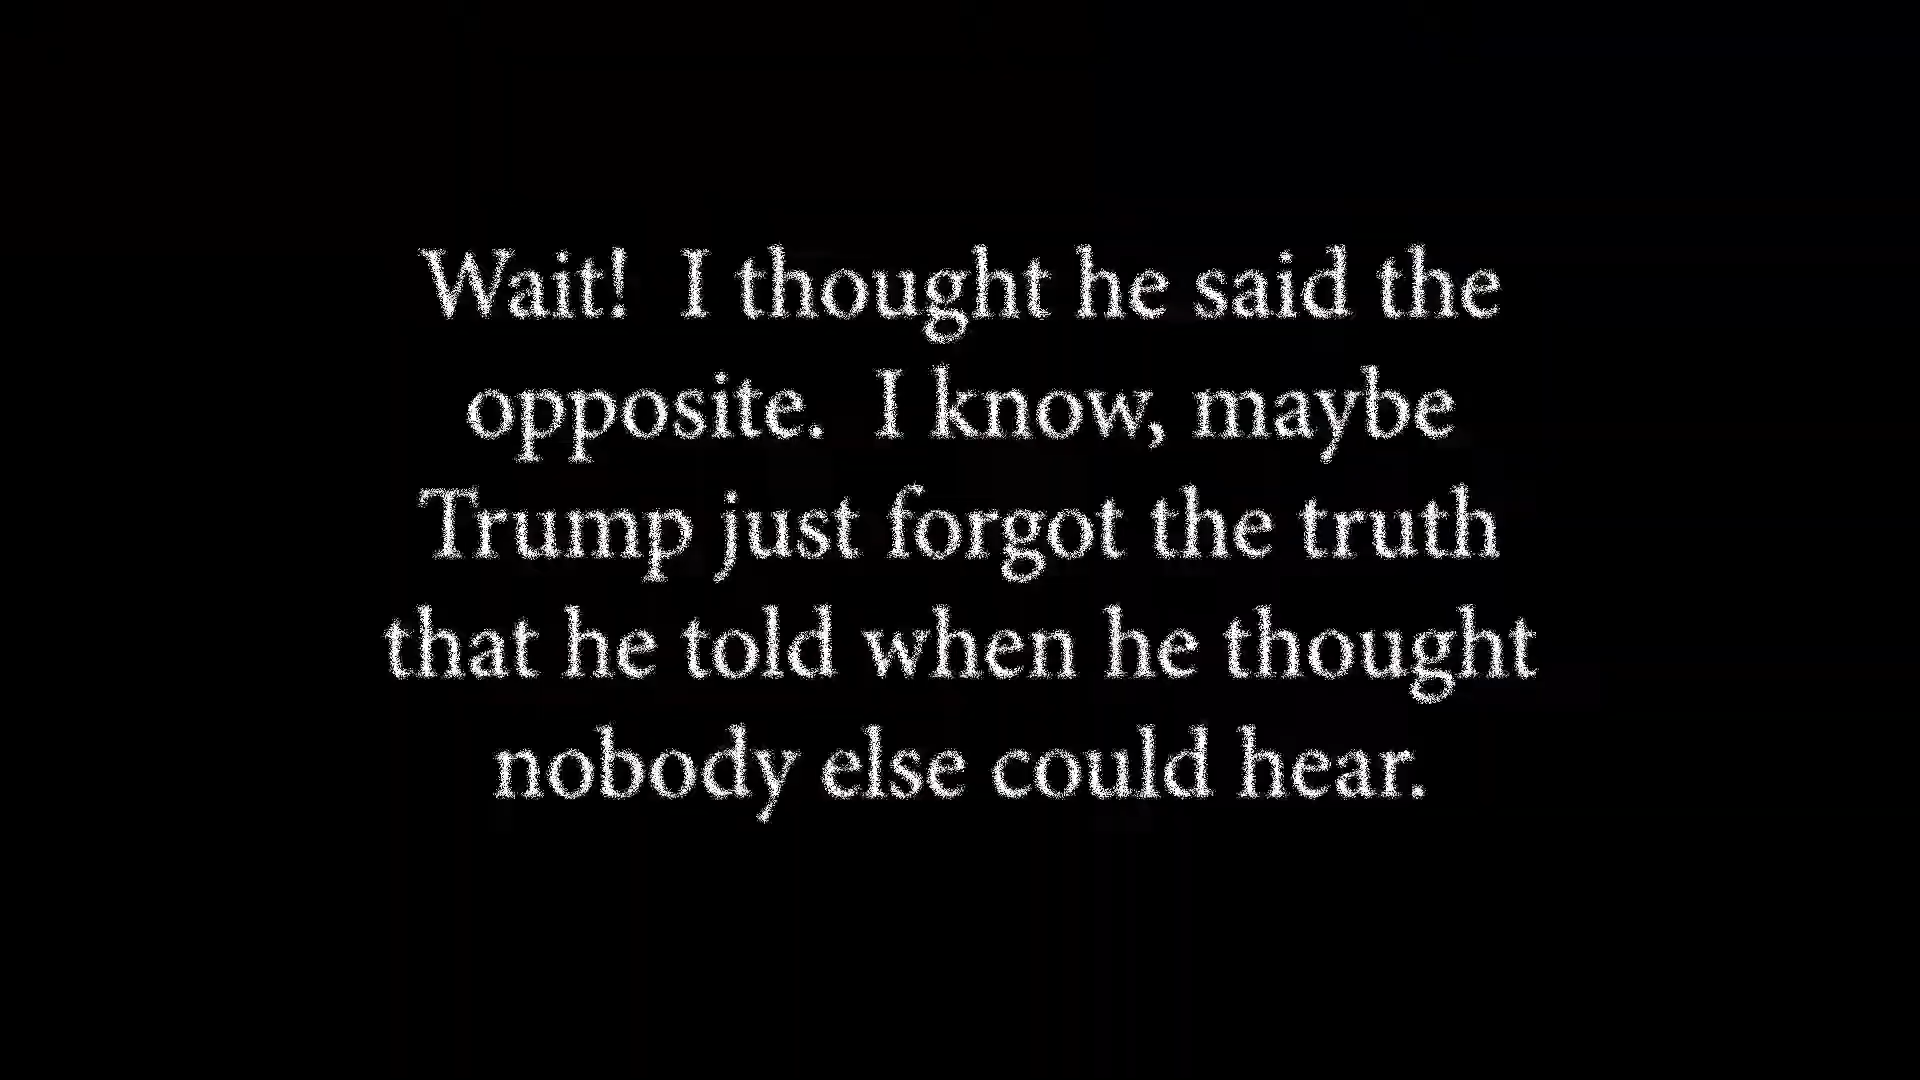 Wait!  I thought he said the
opposite.  I know, maybe
Trump just forgot the truth
that he told when he thought
nobody else could hear.